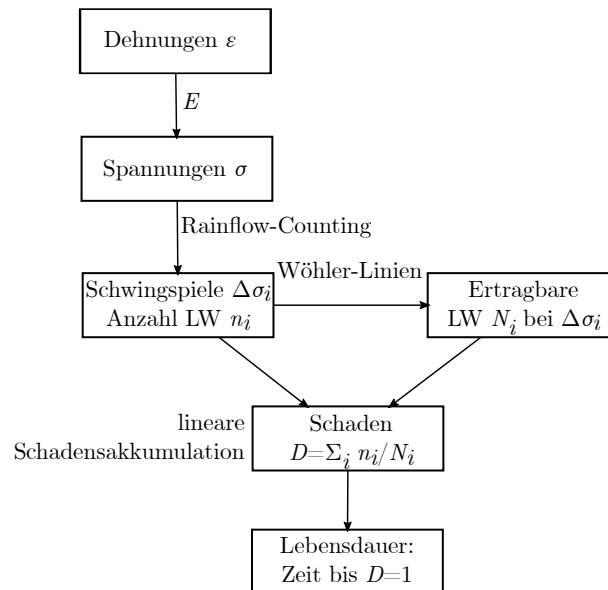 Dehnungen ε
E
Spannungen σ
Rainflow-Counting
Wöhler-Linien
Schwingspiele Δσi
Anzahl LW ni
Ertragbare
LW Ni bei Δσi
lineare
Schadensakkumulation
Schaden
D=Σi ni/Ni
Lebensdauer:
Zeit bis D=1